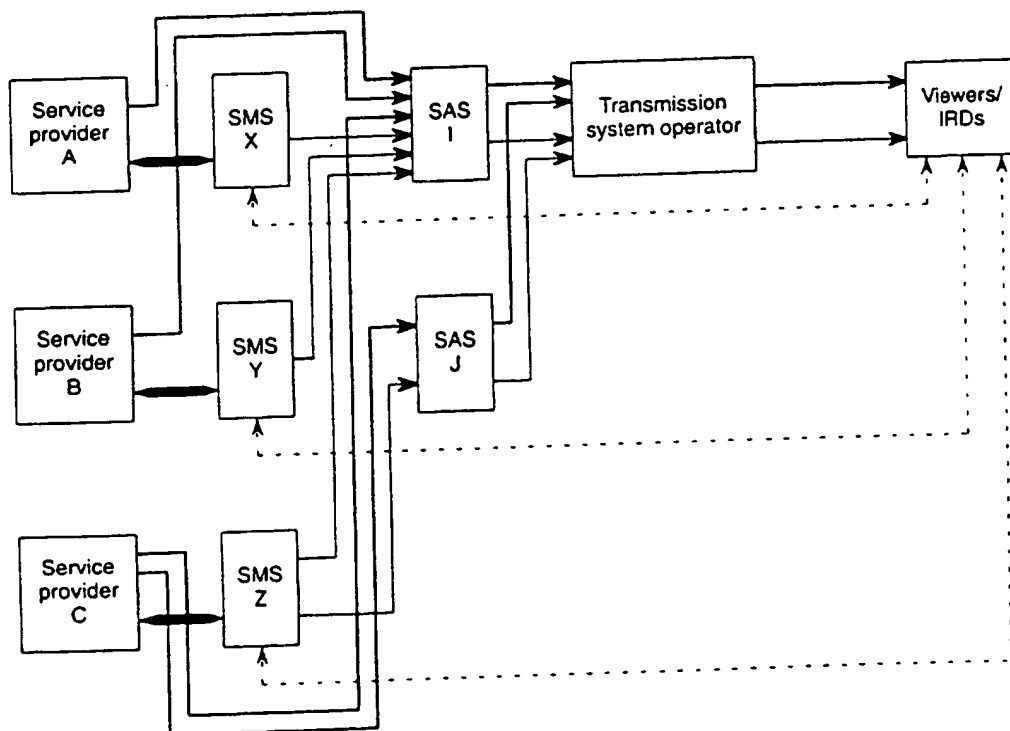 Service
provider
A
SMS
X
SAS
I
Transmission
system operator
Viewers/
IRDs
Service
provider
B
SMS
Y
SAS
J
Service
provider
C
SMS
Z